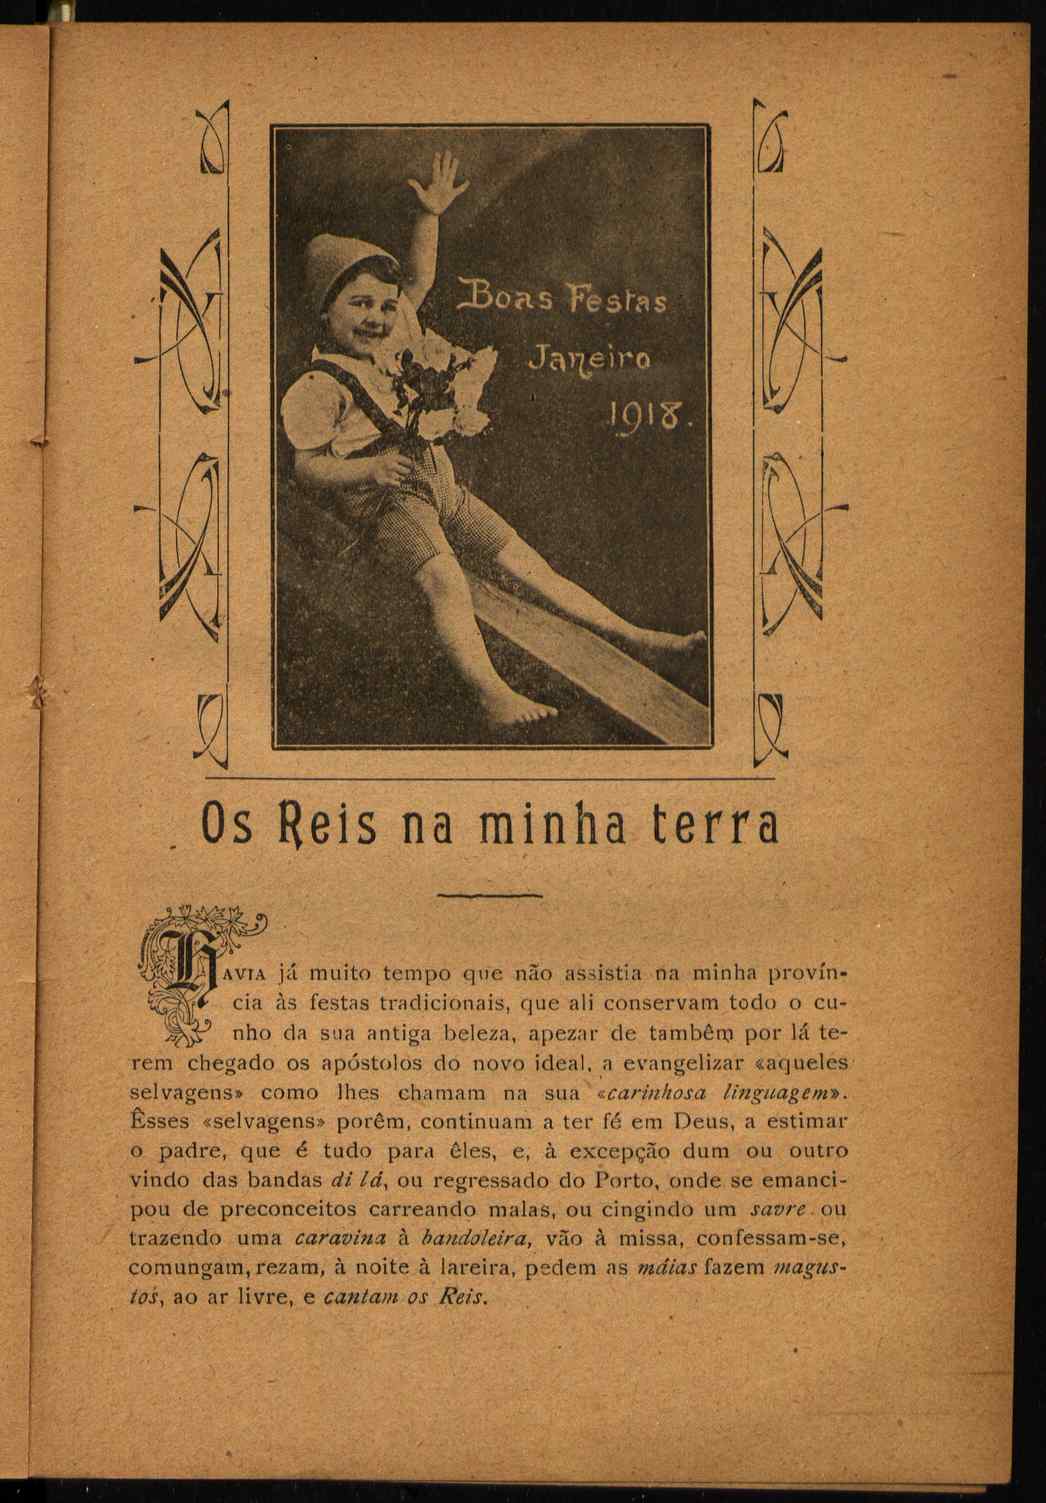 Boas Festas
Janeiro
1918.
Os Reis na minha terra
HAVIA já muito tempo que não assistia na minha provín-
cia às festas tradicionais, que ali conservam todo o cu-
nho da sua antiga beleza, apezar de tambêm por lá te-
rem chegado os apóstolos do novo ideal, a evangelizar «aqueles
selvagens» como lhes chamam na sua «carinhosa linguagem».
Êsses «selvagens» porêm, continuam a ter fé em Deus, a estimar
o padre, que é tudo para êles, e, à excepção dum ou outro
vindo das bandas di lá, ou regressado do Porto, onde se emanci-
pou de preconceitos carreando malas, ou cingindo um savre ou
trazendo uma caravina à bandoleira, vão à missa, confessam-se,
comungam, rezam, à noite à lareira, pedem as máias fazem magus-
tos, ao ar livre, e cantam os Reis.